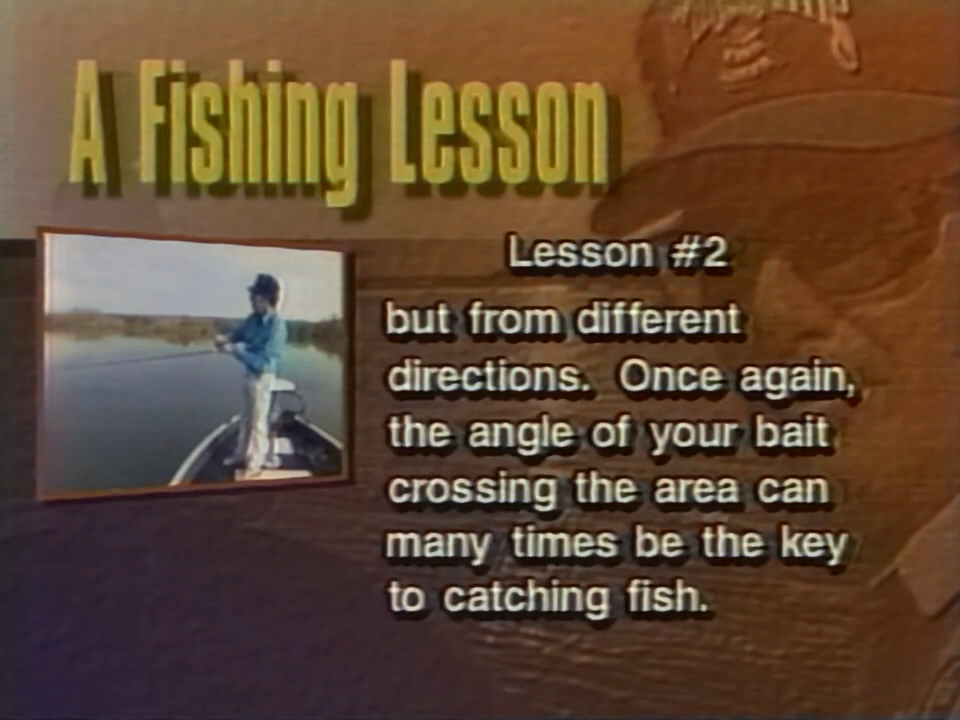 A Fishing Lesson
Lesson #2
but from different
directions. Once again,
the angle of your bait
crossing the area can
many times be the key
to catching fish.